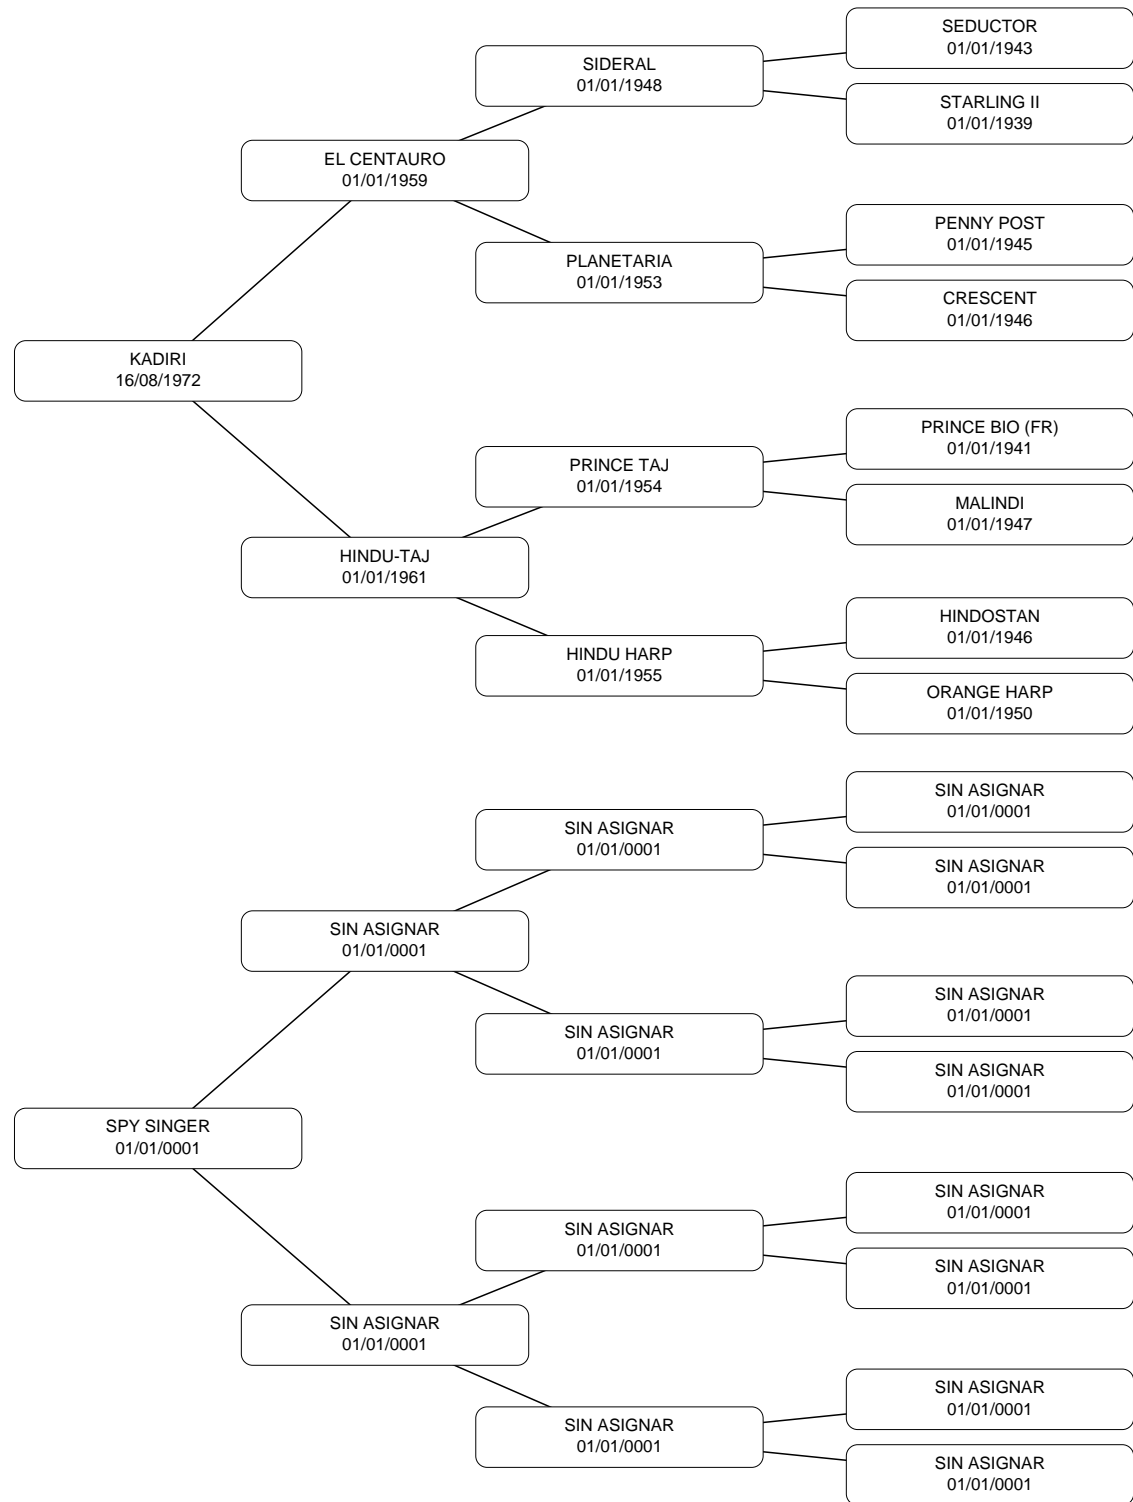 SEDUCTOR
01/01/1943
SIDERAL
01/01/1948
STARLING II
01/01/1939
EL CENTAURO
01/01/1959
PENNY POST
01/01/1945
PLANETARIA
01/01/1953
CRESCENT
01/01/1946
KADIRI
16/08/1972
PRINCE BIO (FR)
01/01/1941
PRINCE TAJ
01/01/1954
MALINDI
01/01/1947
HINDU-TAJ
01/01/1961
HINDOSTAN
01/01/1946
HINDU HARP
01/01/1955
ORANGE HARP
01/01/1950
SIN ASIGNAR
01/01/0001
SIN ASIGNAR
01/01/0001
SIN ASIGNAR
01/01/0001
SIN ASIGNAR
01/01/0001
SIN ASIGNAR
01/01/0001
SIN ASIGNAR
01/01/0001
SIN ASIGNAR
01/01/0001
SPY SINGER
01/01/0001
SIN ASIGNAR
01/01/0001
SIN ASIGNAR
01/01/0001
SIN ASIGNAR
01/01/0001
SIN ASIGNAR
01/01/0001
SIN ASIGNAR
01/01/0001
SIN ASIGNAR
01/01/0001
SIN ASIGNAR
01/01/0001